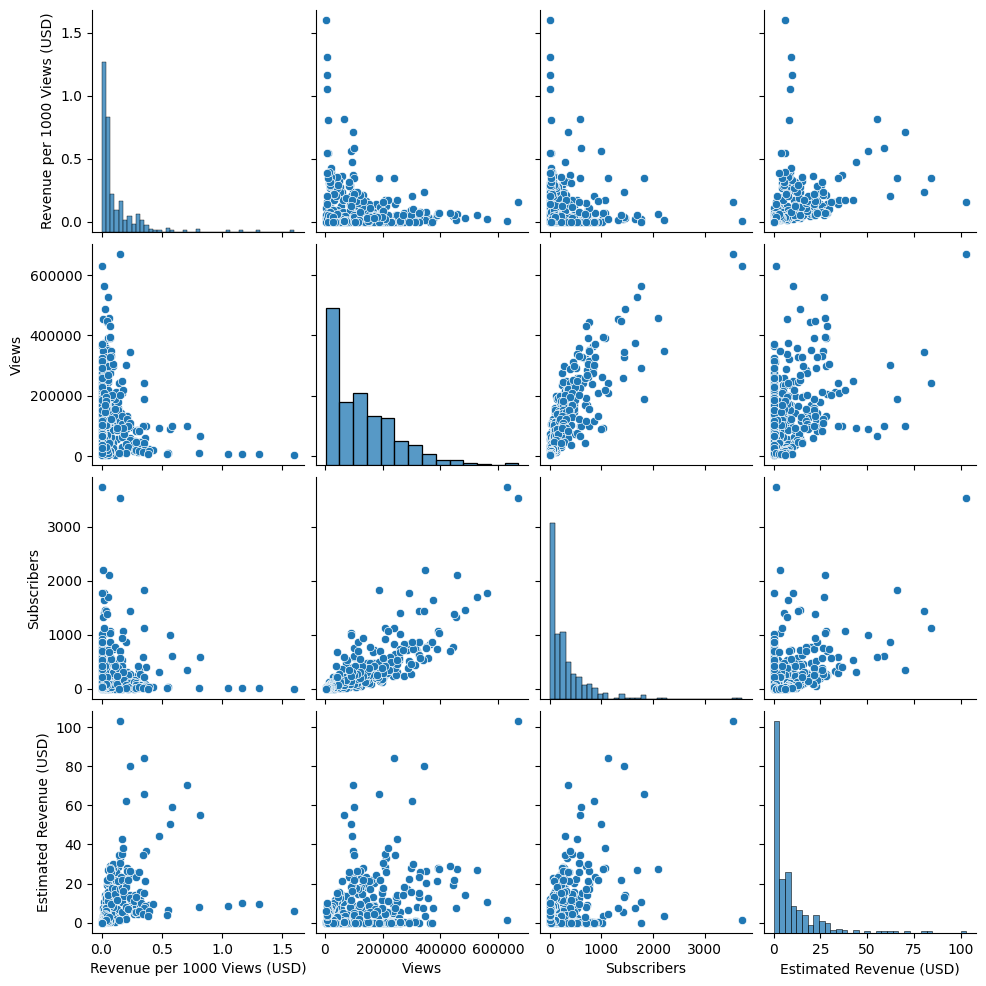 Revenue per 1000 Views (USD)
1.5
1.0
0.5
0.0
Views
600000
400000
200000
0
Subscribers
3000
2000
1000
0
Estimated Revenue (USD)
100
80
60
40
20
0
0.0 0.5 1.0 1.5
0 200000 400000 600000
0 1000 2000 3000
0 25 50 75 100
Revenue per 1000 Views (USD)
Views
Subscribers
Estimated Revenue (USD)